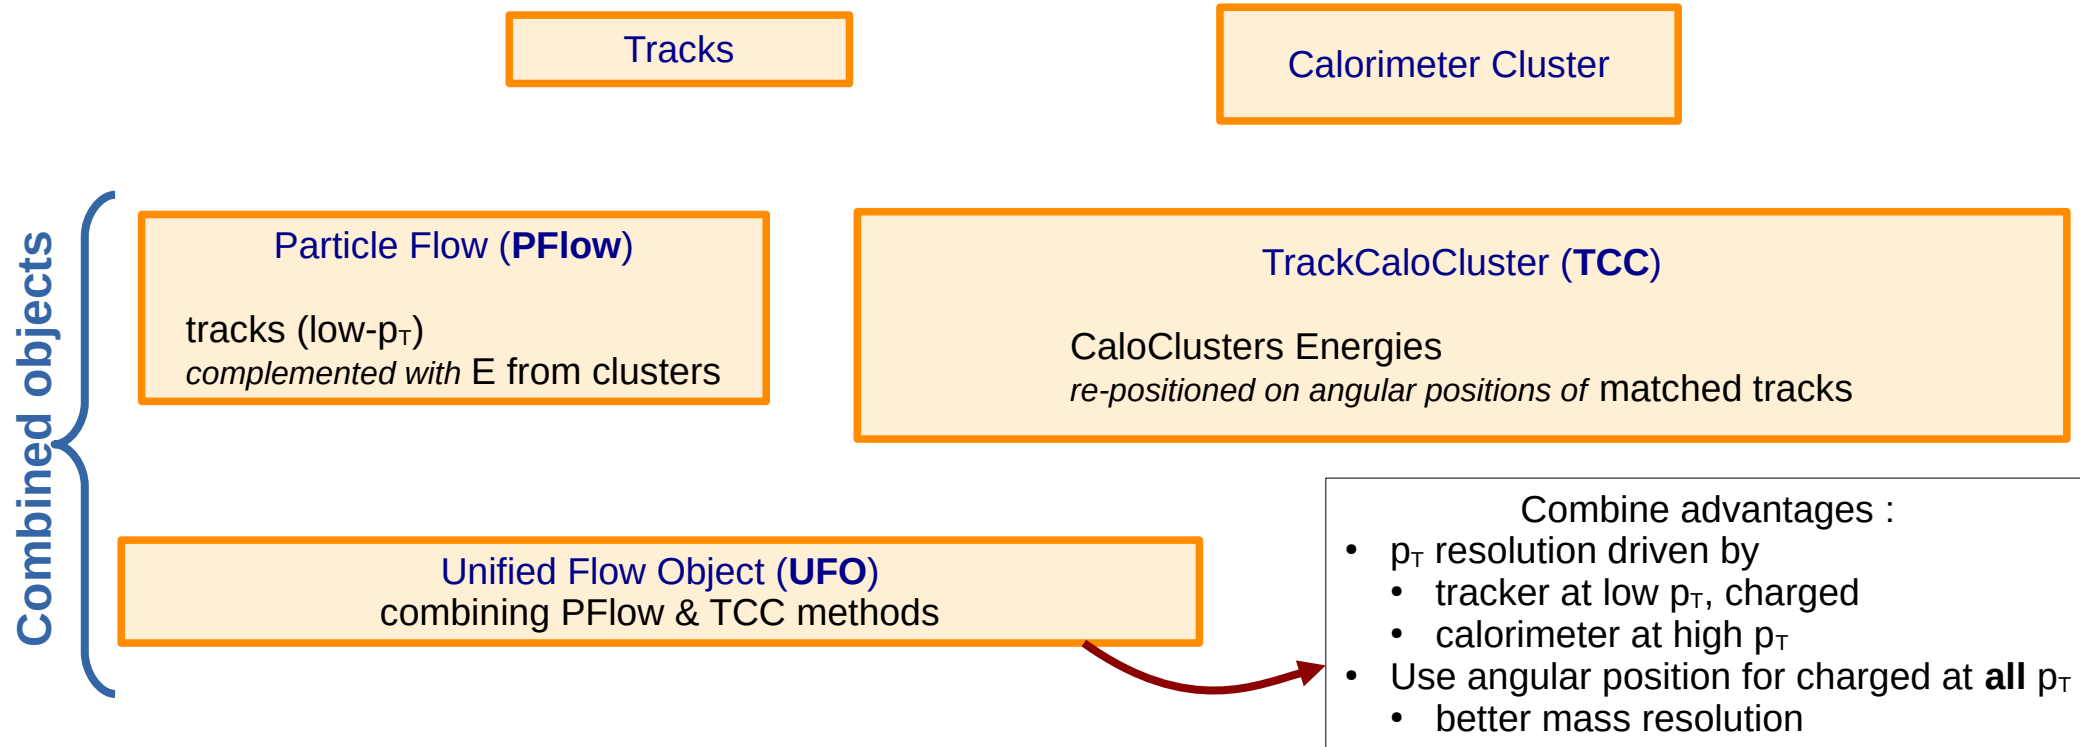 Tracks
Calorimeter Cluster
Combined objects
Particle Flow (PFlow)
tracks (low-pT)
complemented with E from clusters
TrackCaloCluster (TCC)
CaloClusters Energies
re-positioned on angular positions of matched tracks
Unified Flow Object (UFO)
combining PFlow & TCC methods
Combine advantages :
• pT resolution driven by
• tracker at low pT, charged
• calorimeter at high pT
• Use angular position for charged at all pT
• better mass resolution